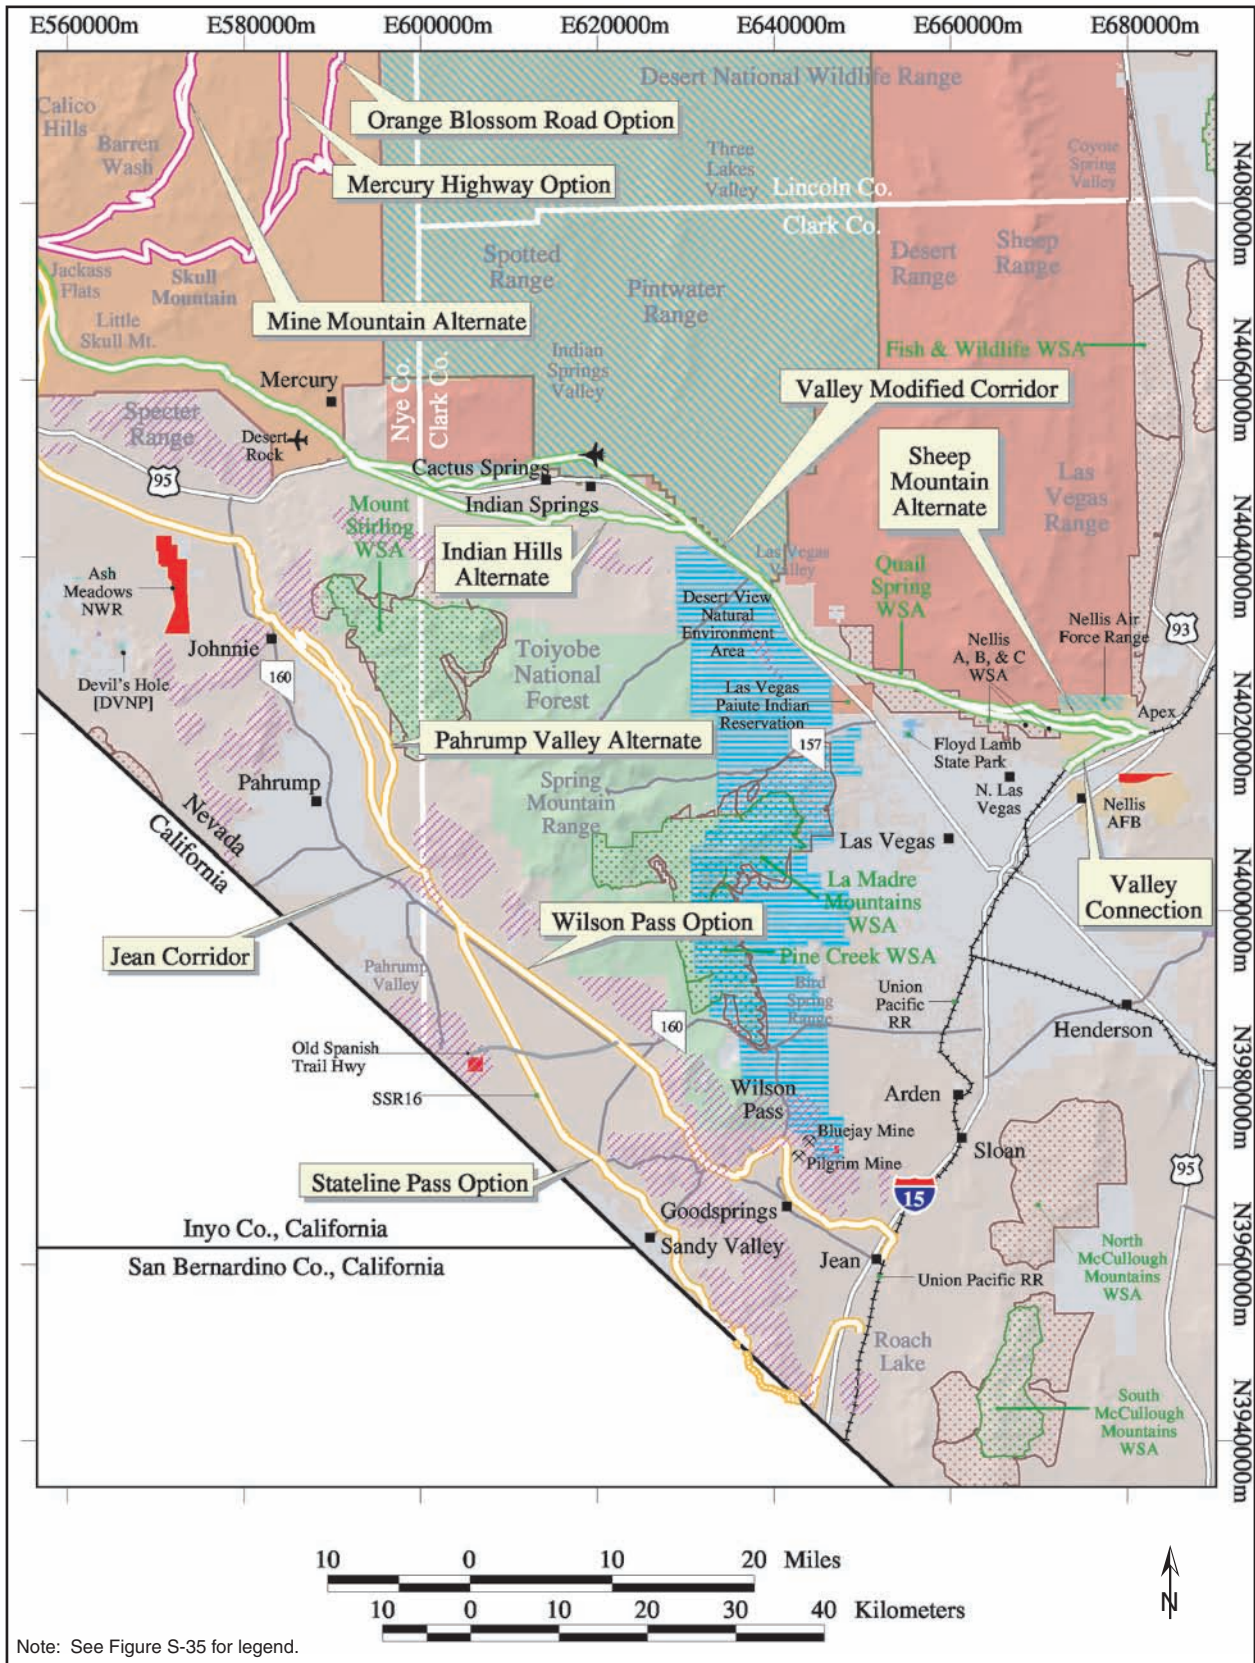 E560000m
E580000m
E600000m
E620000m
E640000m
E660000m
E680000m
Desert National Wildlife Range
Calico
Hills
Barren
Wash
Orange Blossom Road Option
Mercury Highway Option
Three
Lakes
Valley
Coyote
Spring
Valley
Lincoln Co.
Clark Co.
N4080000m
Jackass
Flats
Skull
Mountain
Little
Skull Mt.
Mine Mountain Alternate
Spotted
Range
Pintwater
Range
Desert
Range
Sheep
Range
Indian
Springs
Valley
Fish & Wildlife WSA
N4060000m
Mercury
Nye Co.
Clark Co.
Valley Modified Corridor
Specter
Range
Desert
Rock
95
Cactus Springs
Indian Springs
Sheep
Mountain
Alternate
Las
Vegas
Range
Mount
Stirling
WSA
Indian Hills
Alternate
Las Vegas
Valley
N4040000m
Ash
Meadows
NWR
Desert View
Natural
Environment
Area
Quail
Spring
WSA
Nellis
A, B, & C
WSA
Nellis Air
Force Range
93
Johnnie
160
Devil's Hole
[DVNP]
Toiyobe
National
Forest
Las Vegas
Paiute Indian
Reservation
Apex
N4020000m
Pahrump Valley Alternate
157
Floyd Lamb
State Park
N. Las
Vegas
Nellis
AFB
Pahrump
Spring
Mountain
Range
Nevada
California
Las Vegas
La Madre
Mountains
WSA
Valley
Connection
N4000000m
Wilson Pass Option
Jean Corridor
Pine Creek WSA
Pahrump
Valley
Bird
Spring
Range
Union
Pacific
RR
Henderson
160
Old Spanish
Trail Hwy
SSR16
N3980000m
Wilson
Pass
Arden
Bluejay Mine
Pilgrim Mine
Sloan
Stateline Pass Option
15
95
Goodsprings
Inyo Co., California
San Bernardino Co., California
Sandy Valley
Jean
North
McCullough
Mountains
WSA
N3960000m
Union Pacific RR
Roach
Lake
South
McCullough
Mountains
WSA
N3940000m
10 0 10 20 Miles
10 0 10 20 30 40 Kilometers
N
Note: See Figure S-35 for legend.